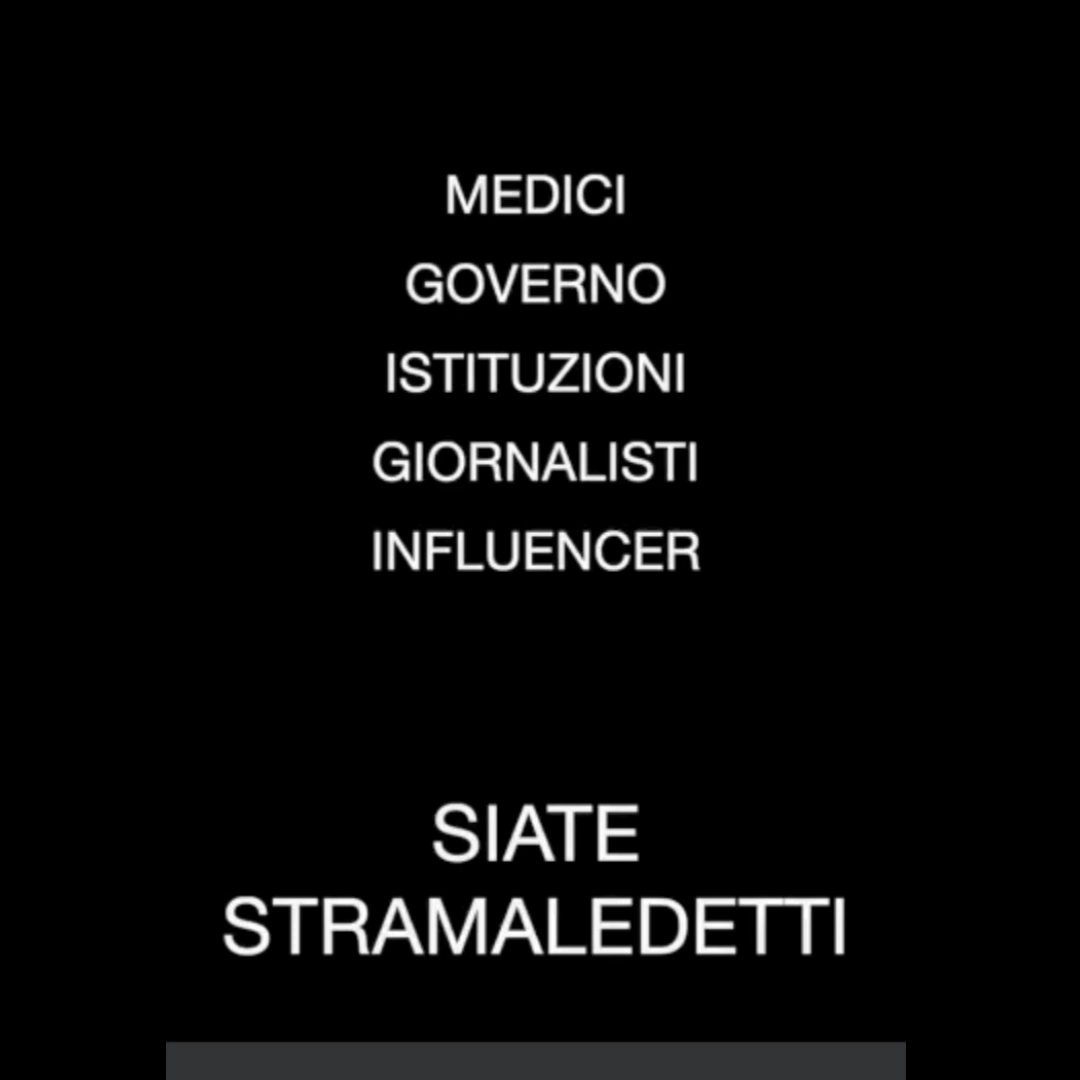 MEDICI
GOVERNO
ISTITUZIONI
GIORNALISTI
INFLUENCER
SIATE
STRAMALEDETTI